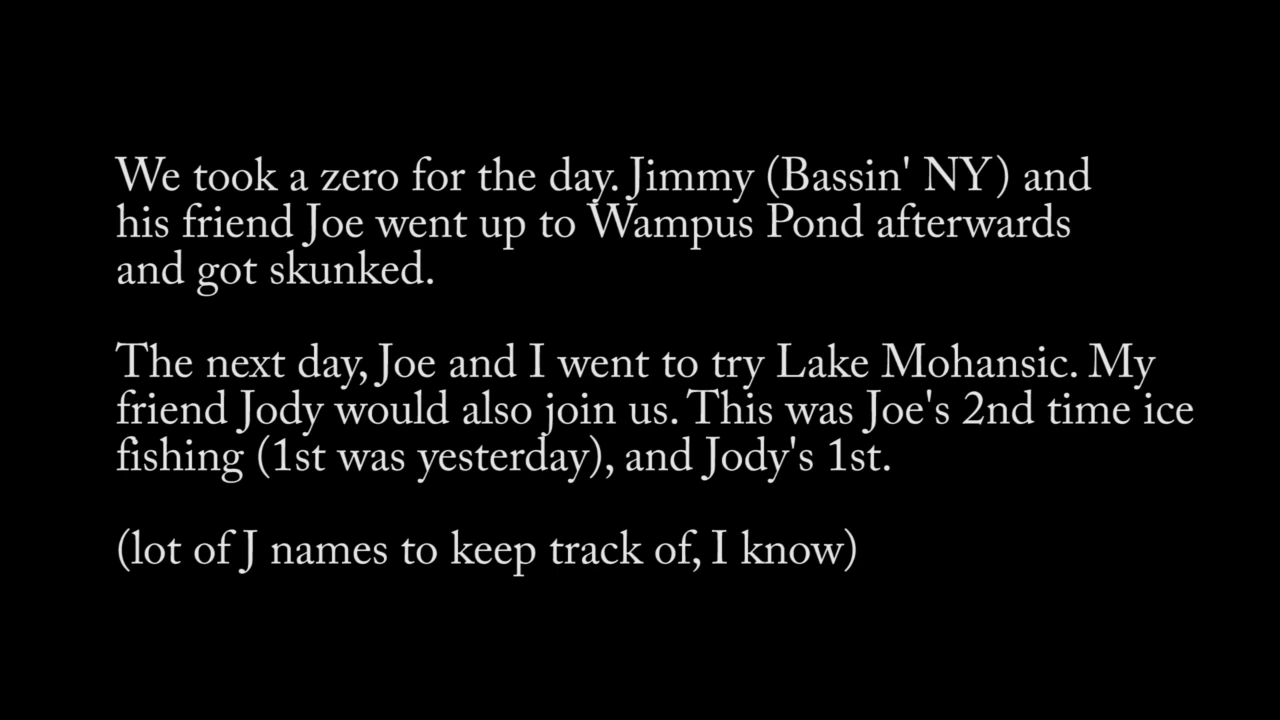 We took a zero for the day. Jimmy (Bassin' NY) and
his friend Joe went up to Wampus Pond afterwards
and got skunked.
The next day, Joe and I went to try Lake Mohansic. My
friend Jody would also join us. This was Joe's 2nd time ice
fishing (1st was yesterday), and Jody's 1st.
(lot of J names to keep track of, I know)